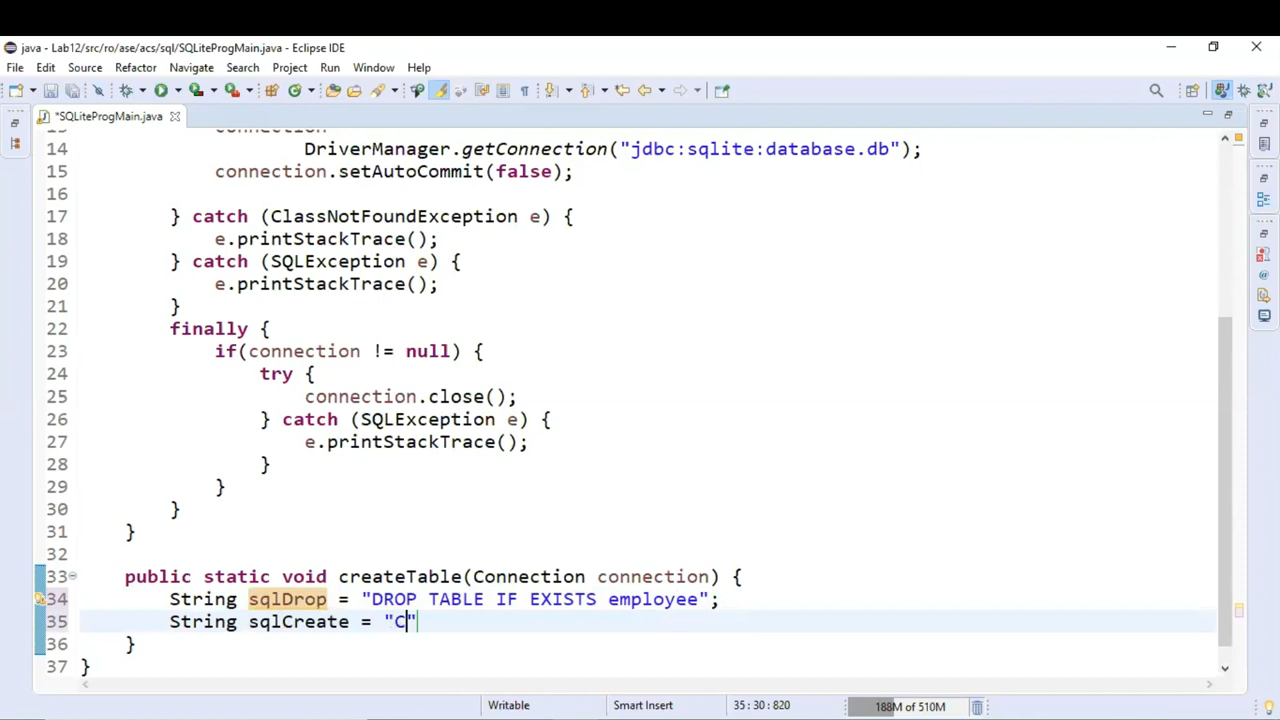 java - Lab12/src/ro/ase/acs/sql/SQLiteProgMain.java - Eclipse IDE
File Edit Source Refactor Navigate Search Project Run Window Help
*SQLiteProgMain.java
13 connection
14 DriverManager.getConnection("jdbc:sqlite:database.db");
15 connection.setAutoCommit(false);
16
17 } catch (ClassNotFoundException e) {
18 e.printStackTrace();
19 } catch (SQLException e) {
20 e.printStackTrace();
21 }
22 finally {
23 if(connection != null) {
24 try {
25 connection.close();
26 } catch (SQLException e) {
27 e.printStackTrace();
28 }
29 }
30 }
31 }
32
33 public static void createTable(Connection connection) {
34 String sqlDrop = "DROP TABLE IF EXISTS employee";
35 String sqlCreate = "C"
36 }
37 }
Writable Smart Insert 35 : 30 : 820 188M of 510M